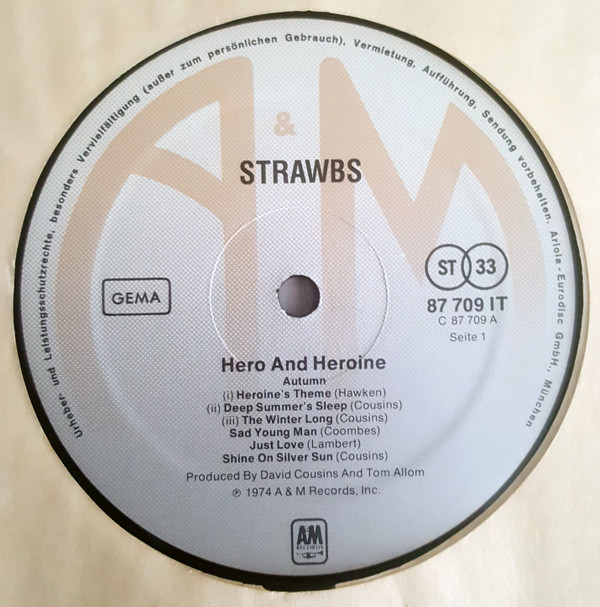 Urheber- und Leistungsschutzrechte, besonders Vervielfältigung (außer zum persönlichen Gebrauch), Vermietung, Aufführung, Sendung vorbehalten. Ariola-Eurodisc GmbH., München
A & M
STRAWBS
GEMA
ST 33
87 709 IT
C 87 709 A
Seite 1
Hero And Heroine
Autumn
(i) Heroine's Theme (Hawken)
(ii) Deep Summer's Sleep (Cousins)
(iii) The Winter Long (Cousins)
Sad Young Man (Coombes)
Just Love (Lambert)
Shine On Silver Sun (Cousins)
Produced By David Cousins And Tom Allom
℗ 1974 A & M Records, Inc.
AM
RECORDS